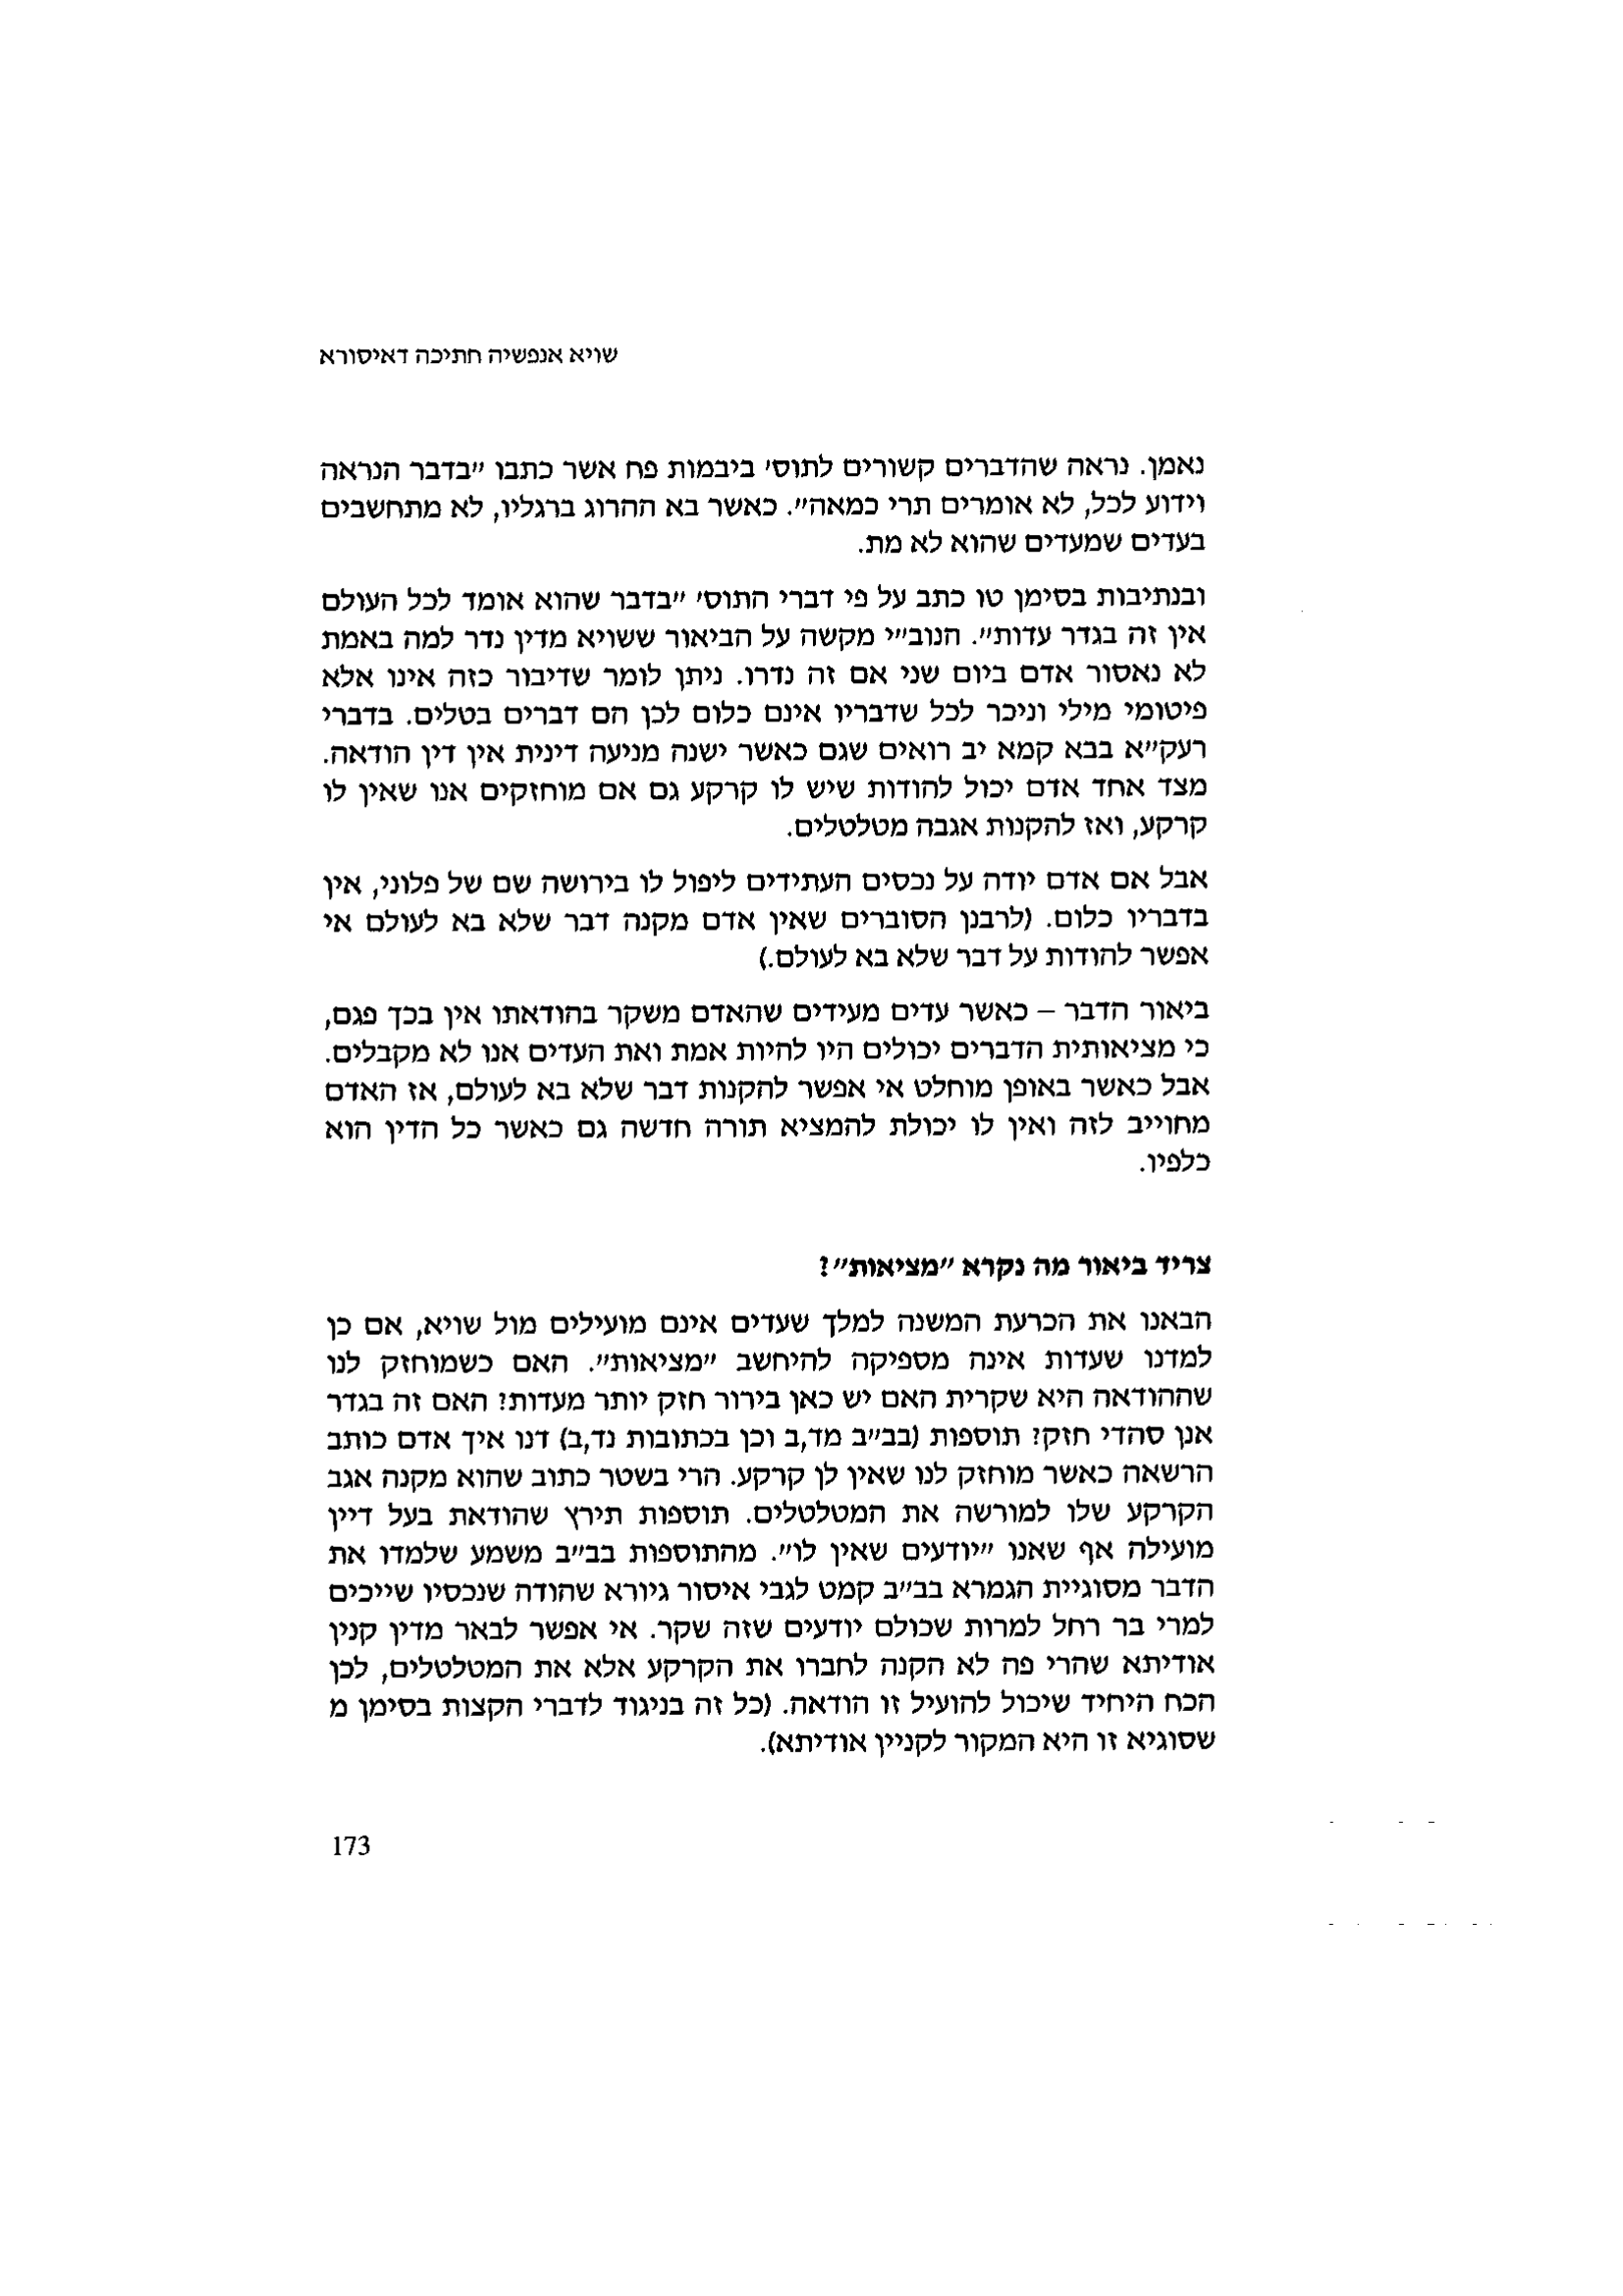 שויא אנפשיה חתיכה דאיסורא
נאמן. נראה שהדברים קשורים לתוס' ביבמות פח אשר כתבו "בדבר הנראה
וידוע לכל, לא אומרים תרי כמאה". כאשר בא ההרוג ברגליו, לא מתחשבים
בעדים שמעדים שהוא לא מת.
ובנתיבות בסימן טו כתב על פי דברי התוס' "בדבר שהוא אומד לכל העולם
אין זה בגדר עדות". הנוב"י מקשה על הביאור ששויא מדין נדר למה באמת
לא נאסור אדם ביום שני אם זה נדרו. ניתן לומר שדיבור כזה אינו אלא
פיטומי מילי וניכר לכל שדבריו אינם כלום לכן הם דברים בטלים. בדברי
רעק"א בבא קמא יב רואים שגם כאשר ישנה מניעה דינית אין דין הודאה.
מצד אחד אדם יכול להודות שיש לו קרקע גם אם מוחזקים אנו שאין לו
קרקע, ואז להקנות אגבה מטלטלים.
אבל אם אדם יודה על נכסים העתידים ליפול לו בירושה שם של פלוני, אין
בדבריו כלום. (לרבנן הסוברים שאין אדם מקנה דבר שלא בא לעולם אי
אפשר להודות על דבר שלא בא לעולם.)
ביאור הדבר – כאשר עדים מעידים שהאדם משקר בהודאתו אין בכך פגם,
כי מציאותית הדברים יכולים היו להיות אמת ואת העדים אנו לא מקבלים.
אבל כאשר באופן מוחלט אי אפשר להקנות דבר שלא בא לעולם, אז האדם
מחוייב לזה ואין לו יכולת להמציא תורה חדשה גם כאשר כל הדין הוא
כלפיו.
צריד ביאור מה נקרא "מציאות"?
הבאנו את הכרעת המשנה למלך שעדים אינם מועילים מול שויא, אם כן
למדנו שעדות אינה מספיקה להיחשב "מציאות". האם כשמוחזק לנו
שההודאה היא שקרית האם יש כאן בירור חזק יותר מעדות? האם זה בגדר
אנן סהדי חזק? תוספות (בב"ב מד,ב וכן בכתובות נד,ב) דנו איך אדם כותב
הרשאה כאשר מוחזק לנו שאין לן קרקע. הרי בשטר כתוב שהוא מקנה אגב
הקרקע שלו למורשה את המטלטלים. תוספות תירץ שהודאת בעל דיין
מועילה אף שאנו "יודעים שאין לו". מהתוספות בב"ב משמע שלמדו את
הדבר מסוגיית הגמרא בב"ב קמט לגבי איסור גיורא שהודה שנכסיו שייכים
למרי בר רחל למרות שכולם יודעים שזה שקר. אי אפשר לבאר מדין קנין
אודיתא שהרי פה לא הקנה לחברו את הקרקע אלא את המטלטלים, לכן
הכח היחיד שיכול להועיל זו הודאה. (כל זה בניגוד לדברי הקצות בסימן מ
שסוגיא זו היא המקור לקניין אודיתא).
173